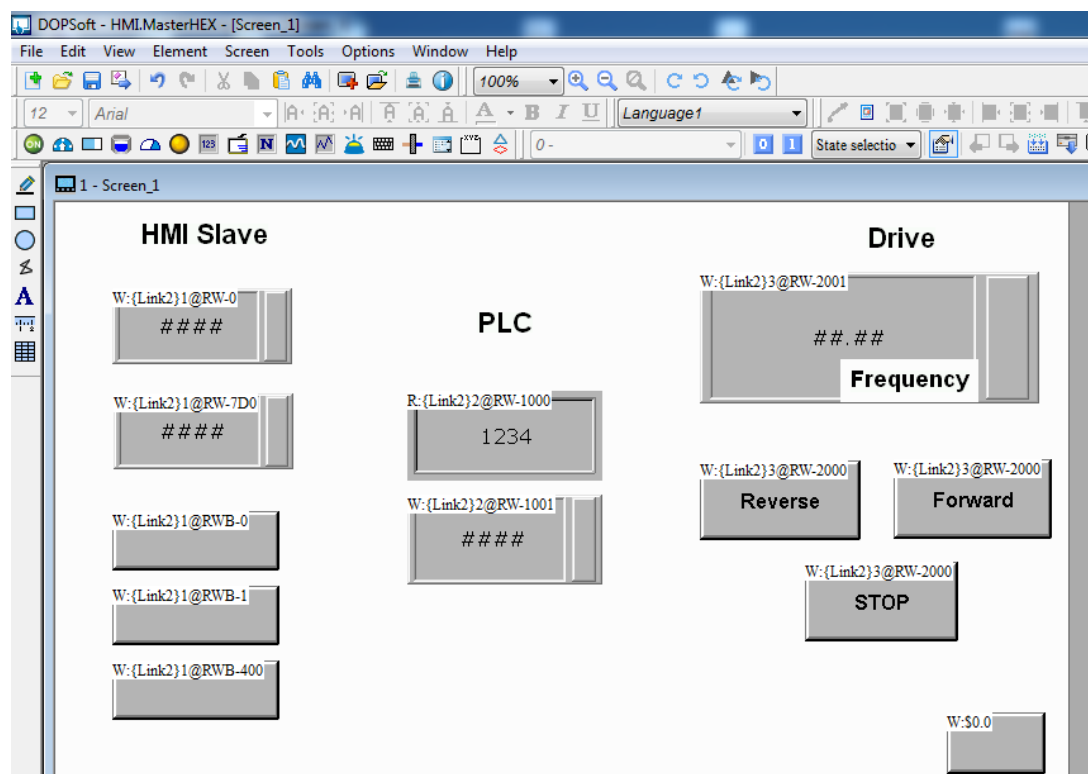 DOPSoft - HMI.MasterHEX - [Screen_1]
File Edit View Element Screen Tools Options Window Help
100%
12 Arial Language1
0 - 0 1 State selectio
1 - Screen_1
HMI Slave
Drive
W:{Link2}1@RW-0
####
W:{Link2}1@RW-7D0
####
W:{Link2}1@RWB-0
W:{Link2}1@RWB-1
W:{Link2}1@RWB-400
PLC
R:{Link2}2@RW-1000
1234
W:{Link2}2@RW-1001
####
W:{Link2}3@RW-2001
##.##
Frequency
W:{Link2}3@RW-2000
Reverse
W:{Link2}3@RW-2000
Forward
W:{Link2}3@RW-2000
STOP
W:$0.0